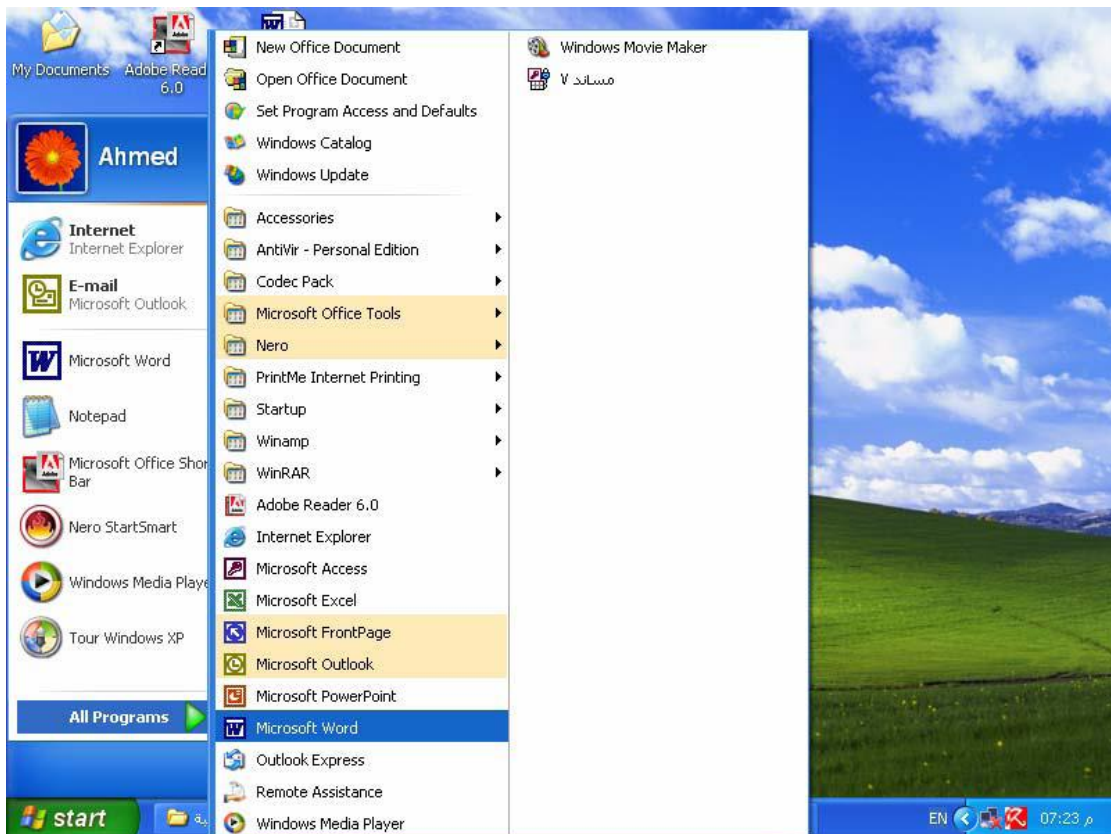 My Documents
Adobe Read
6.0
Ahmed
Internet
Internet Explorer
E-mail
Microsoft Outlook
Microsoft Word
Notepad
Microsoft Office Shor
Bar
Nero StartSmart
Windows Media Playe
Tour Windows XP
All Programs
New Office Document
Open Office Document
Set Program Access and Defaults
Windows Catalog
Windows Update
Accessories
AntiVir - Personal Edition
Codec Pack
Microsoft Office Tools
Nero
PrintMe Internet Printing
Startup
Winamp
WinRAR
Adobe Reader 6.0
Internet Explorer
Microsoft Access
Microsoft Excel
Microsoft FrontPage
Microsoft Outlook
Microsoft PowerPoint
Microsoft Word
Outlook Express
Remote Assistance
Windows Media Player
Windows Movie Maker
مساند ٧
start
EN
07:23 م